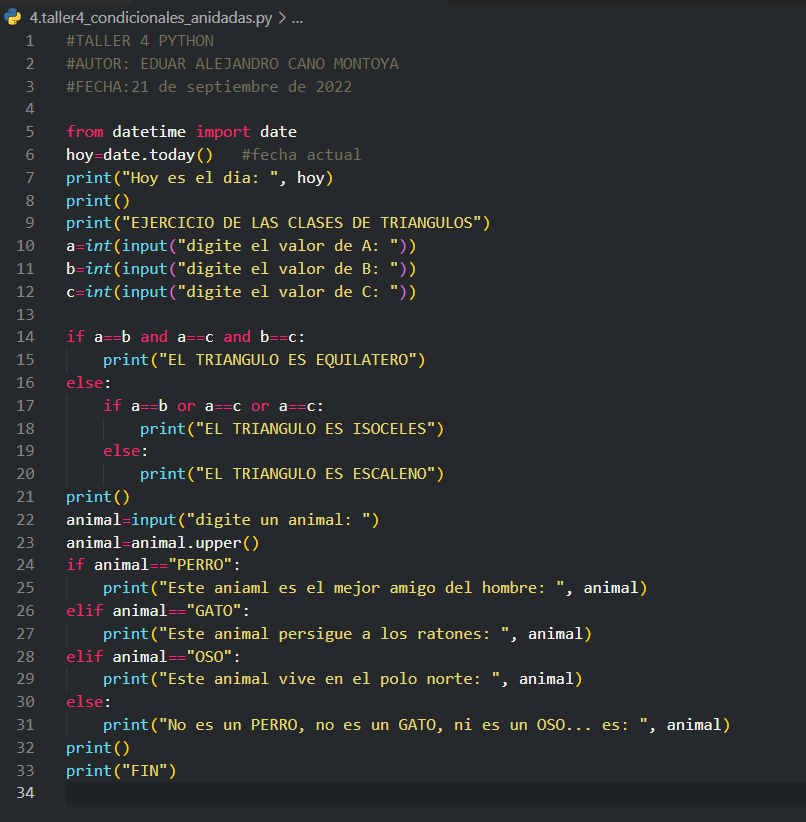 4.taller4_condicionales_anidadas.py > ...
1 #TALLER 4 PYTHON
2 #AUTOR: EDUAR ALEJANDRO CANO MONTOYA
3 #FECHA:21 de septiembre de 2022
4
5 from datetime import date
6 hoy=date.today()   #fecha actual
7 print("Hoy es el dia: ", hoy)
8 print()
9 print("EJERCICIO DE LAS CLASES DE TRIANGULOS")
10 a=int(input("digite el valor de A: "))
11 b=int(input("digite el valor de B: "))
12 c=int(input("digite el valor de C: "))
13
14 if a==b and a==c and b==c:
15     print("EL TRIANGULO ES EQUILATERO")
16 else:
17     if a==b or a==c or a==c:
18         print("EL TRIANGULO ES ISOCELES")
19     else:
20         print("EL TRIANGULO ES ESCALENO")
21 print()
22 animal=input("digite un animal: ")
23 animal=animal.upper()
24 if animal=="PERRO":
25     print("Este aniaml es el mejor amigo del hombre: ", animal)
26 elif animal=="GATO":
27     print("Este animal persigue a los ratones: ", animal)
28 elif animal=="OSO":
29     print("Este animal vive en el polo norte: ", animal)
30 else:
31     print("No es un PERRO, no es un GATO, ni es un OSO... es: ", animal)
32 print()
33 print("FIN")
34